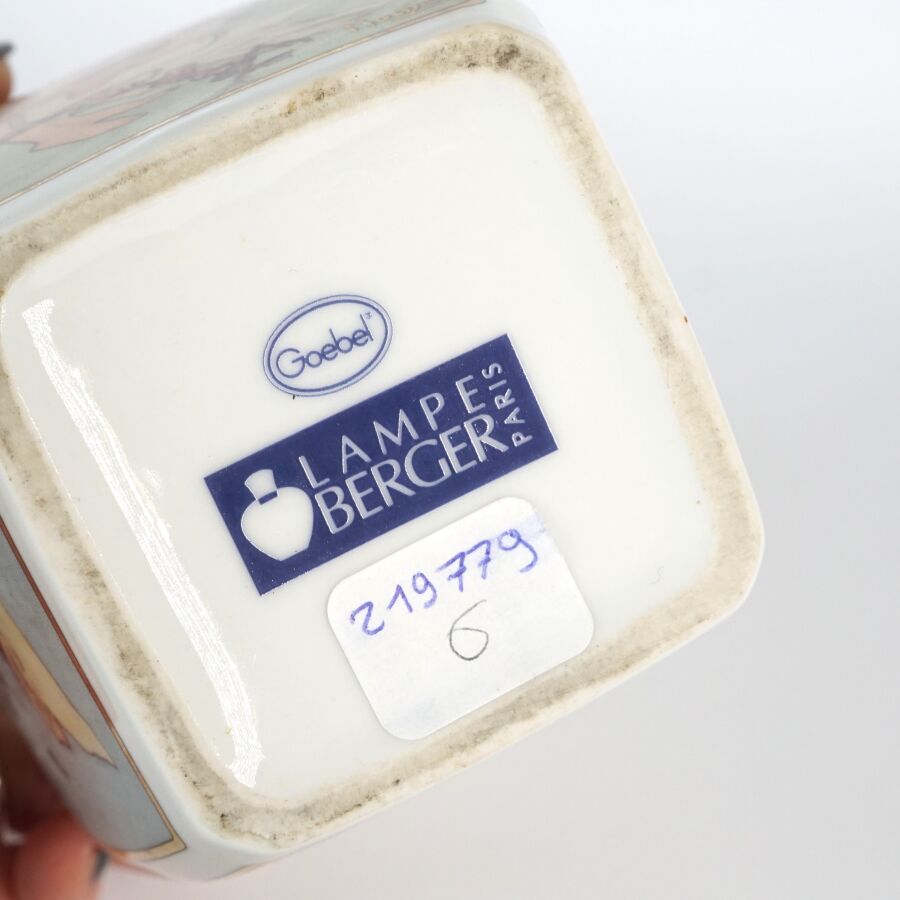 Goebel®
LAMPE
BERGER
PARIS
219779
6